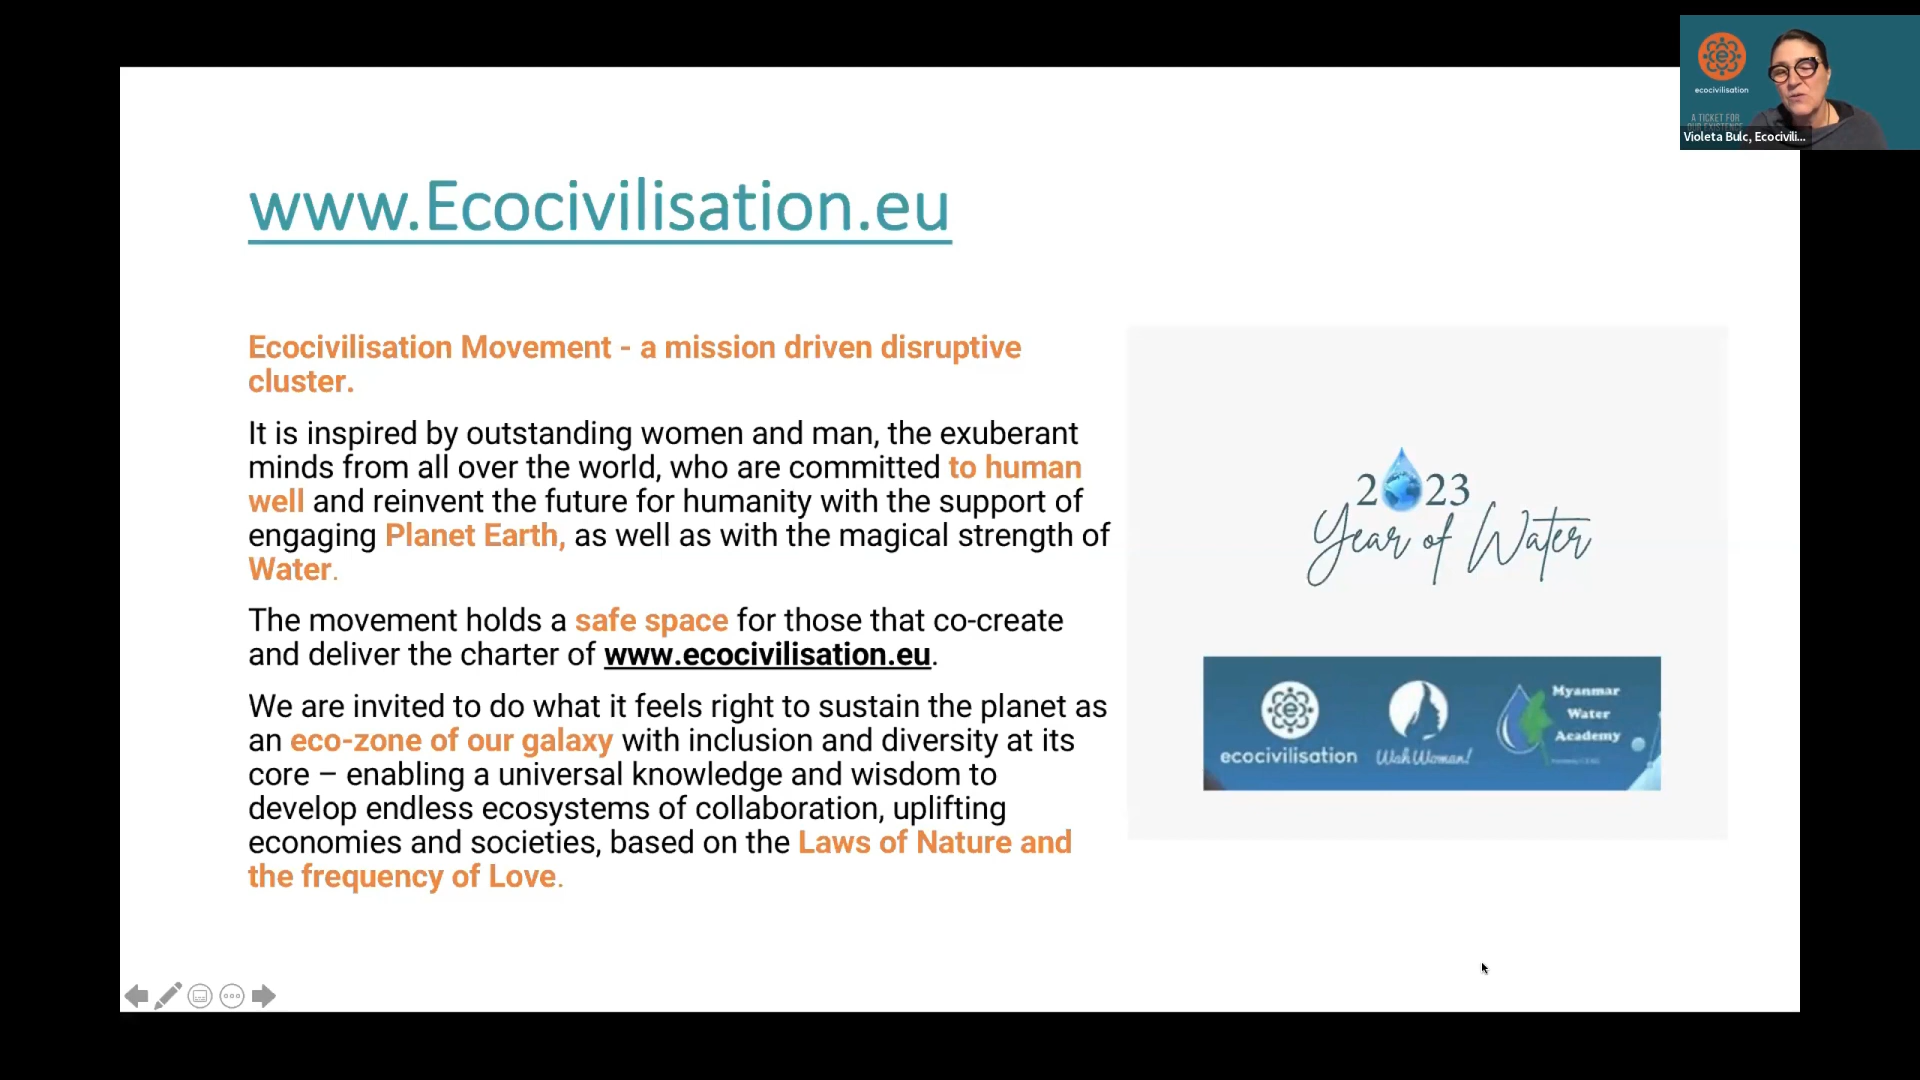 ecocivilisation
A TICKET FOR
Violeta Bulc, Ecocivili...
www.Ecocivilisation.eu
Ecocivilisation Movement - a mission driven disruptive
cluster.
It is inspired by outstanding women and man, the exuberant
minds from all over the world, who are committed to human
well and reinvent the future for humanity with the support of
engaging Planet Earth, as well as with the magical strength of
Water.
The movement holds a safe space for those that co-create
and deliver the charter of www.ecocivilisation.eu.
We are invited to do what it feels right to sustain the planet as
an eco-zone of our galaxy with inclusion and diversity at its
core – enabling a universal knowledge and wisdom to
develop endless ecosystems of collaboration, uplifting
economies and societies, based on the Laws of Nature and
the frequency of Love.
2023
Year of Water
ecocivilisation
Wah Woman!
Myanmar
Water
Academy